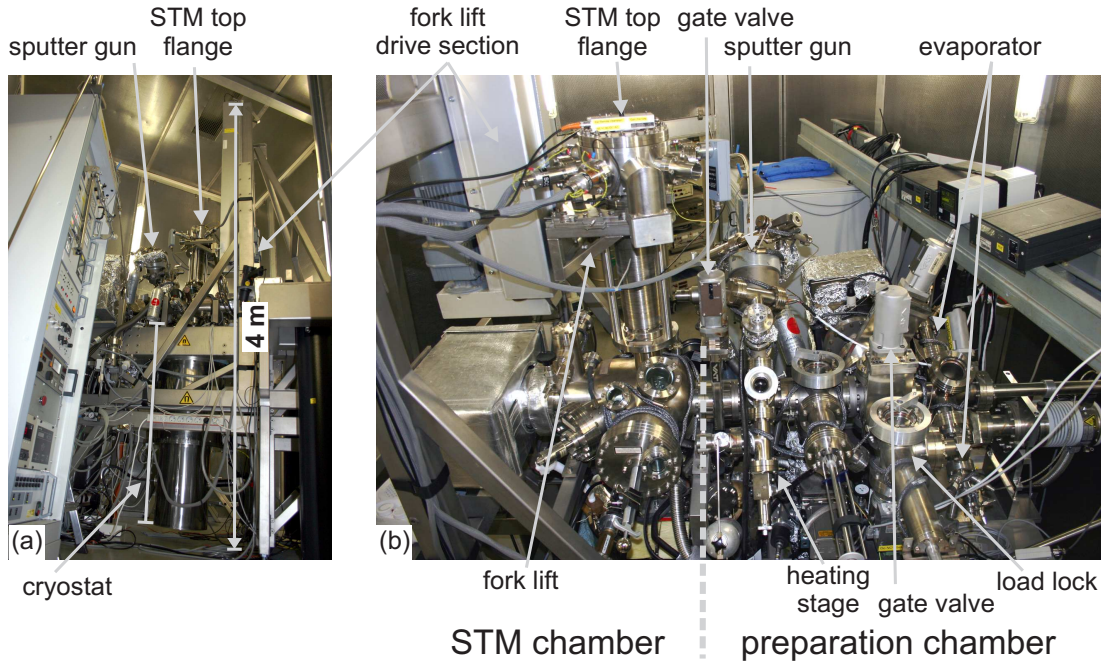 sputter gun
STM top
flange
fork lift
drive section
STM top
flange
gate valve
sputter gun
evaporator
4 m
(a)
(b)
cryostat
fork lift
heating
stage
gate valve
load lock
STM chamber
preparation chamber